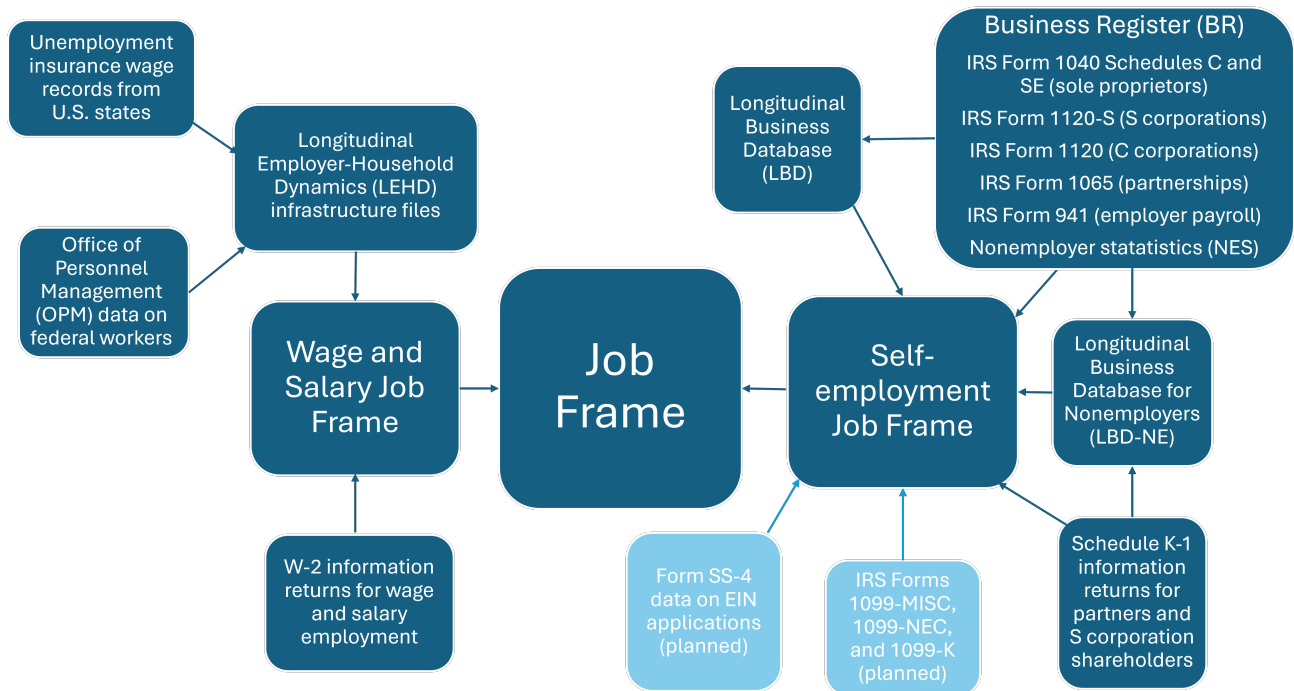 Unemployment
insurance wage
records from
U.S. states
Longitudinal
Employer-Household
Dynamics (LEHD)
infrastructure files
Office of
Personnel
Management
(OPM) data on
federal workers
Wage and
Salary Job
Frame
W-2 information
returns for wage
and salary
employment
Job
Frame
Longitudinal
Business
Database
(LBD)
Business Register (BR)
IRS Form 1040 Schedules C and
SE (sole proprietors)
IRS Form 1120-S (S corporations)
IRS Form 1120 (C corporations)
IRS Form 1065 (partnerships)
IRS Form 941 (employer payroll)
Nonemployer statatistics (NES)
Self-
employment
Job Frame
Longitudinal
Business
Database for
Nonemployers
(LBD-NE)
Form SS-4
data on EIN
applications
(planned)
IRS Forms
1099-MISC,
1099-NEC,
and 1099-K
(planned)
Schedule K-1
information
returns for
partners and
S corporation
shareholders